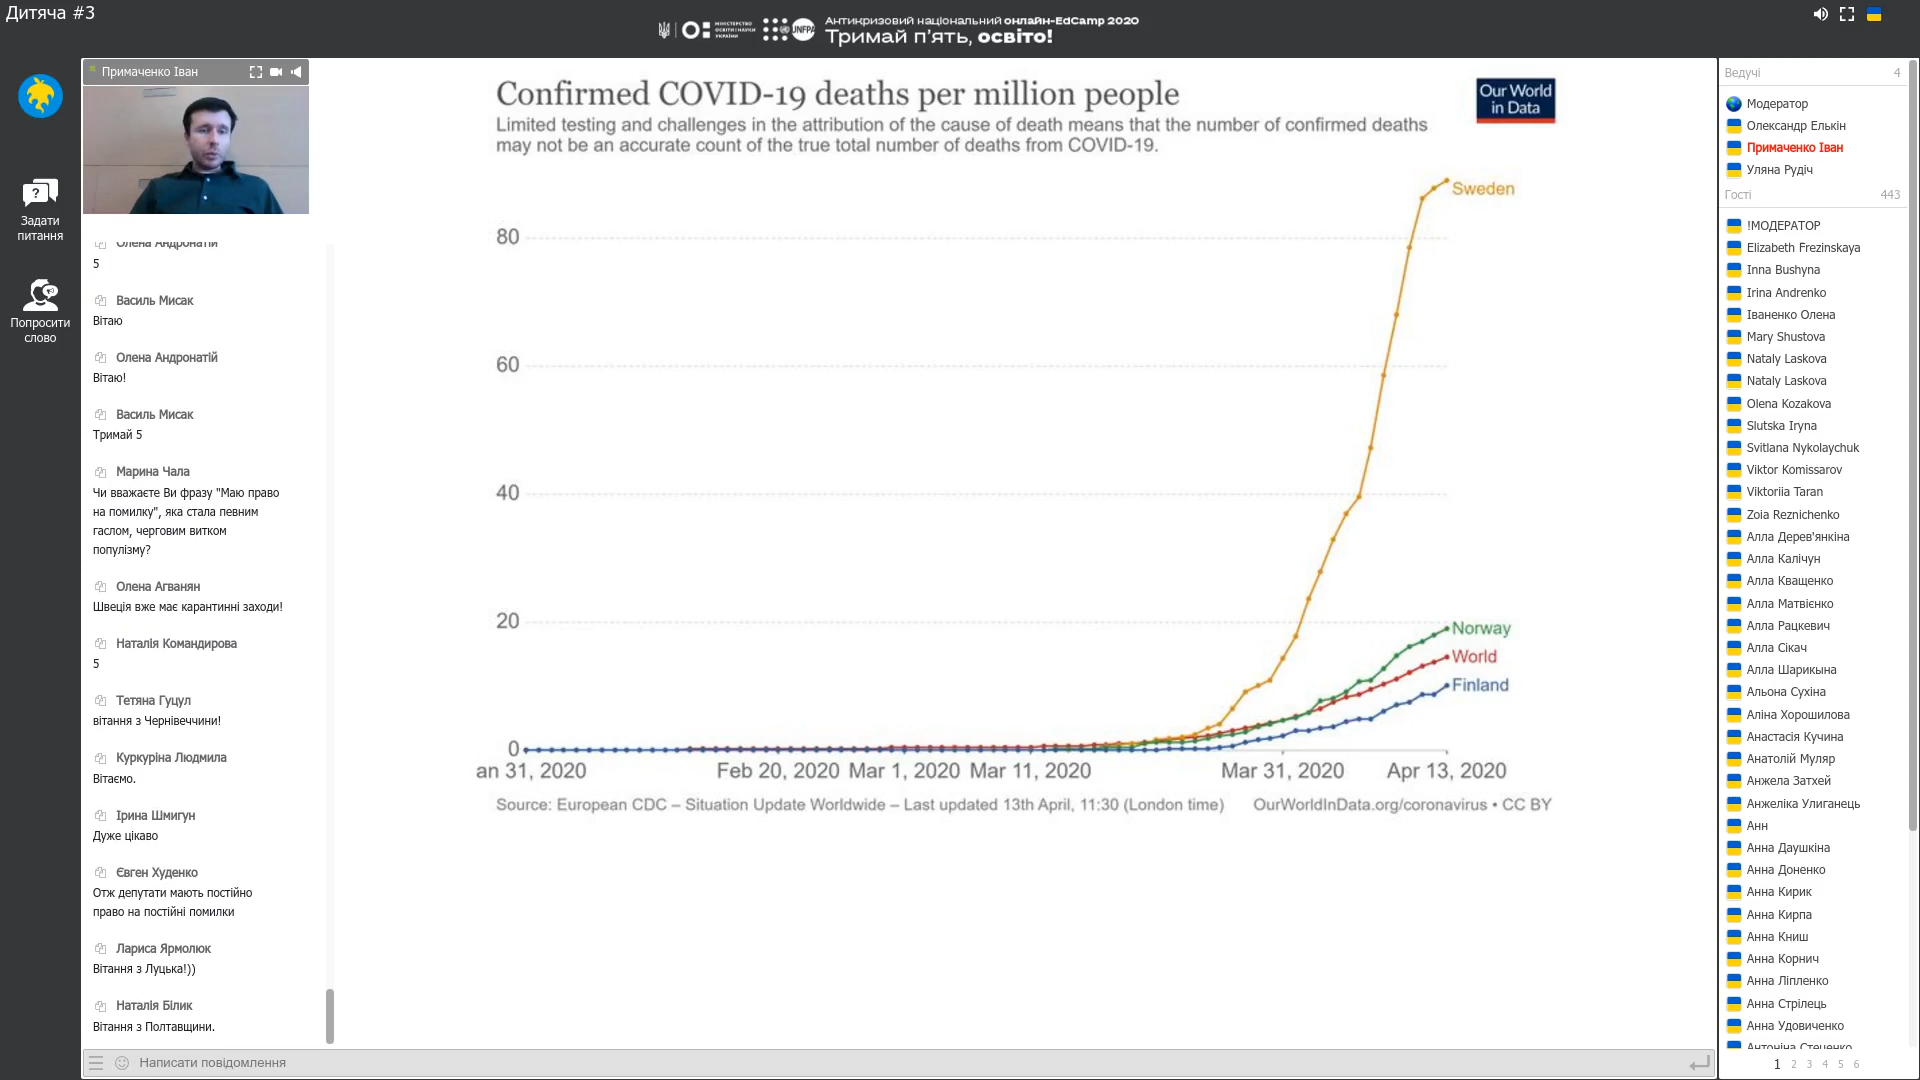 Дитяча #3
МІНІСТЕРСТВО
ОСВІТИ І НАУКИ
УКРАЇНИ
UNFPA
Антикризовий національний онлайн-EdCamp 2020
Тримай п'ять, освіто!
Задати
питання
Попросити
слово
Примаченко Іван
Олена Андронатій
5
Василь Мисак
Вітаю
Олена Андронатій
Вітаю!
Василь Мисак
Тримай 5
Марина Чала
Чи вважаєте Ви фразу "Маю право
на помилку", яка стала певним
гаслом, черговим витком
популізму?
Олена Агванян
Швеція вже має карантинні заходи!
Наталія Командирова
5
Тетяна Гуцул
вітання з Чернівеччини!
Куркуріна Людмила
Вітаємо.
Ірина Шмигун
Дуже цікаво
Євген Худенко
Отж депутати мають постійно
право на постійні помилки
Лариса Ярмолюк
Вітання з Луцька!))
Наталія Білик
Вітання з Полтавщини.
Написати повідомлення
Confirmed COVID-19 deaths per million people
Limited testing and challenges in the attribution of the cause of death means that the number of confirmed deaths
may not be an accurate count of the true total number of deaths from COVID-19.
Our World
in Data
Sweden
80
60
40
20
Norway
World
Finland
0
an 31, 2020 Feb 20, 2020 Mar 1, 2020 Mar 11, 2020 Mar 31, 2020 Apr 13, 2020
Source: European CDC – Situation Update Worldwide – Last updated 13th April, 11:30 (London time) OurWorldInData.org/coronavirus • CC BY
Ведучі 4
Модератор
Олександр Елькін
Примаченко Іван
Уляна Рудіч
Гості 443
!МОДЕРАТОР
Elizabeth Frezinskaya
Inna Bushyna
Irina Andrenko
Іваненко Олена
Mary Shustova
Nataly Laskova
Nataly Laskova
Olena Kozakova
Slutska Iryna
Svitlana Nykolaychuk
Viktor Komissarov
Viktoriia Taran
Zoia Reznichenko
Алла Дерев'янкіна
Алла Калічун
Алла Кващенко
Алла Матвієнко
Алла Рацкевич
Алла Сікач
Алла Шарикына
Альона Сухіна
Аліна Хорошилова
Анастасія Кучина
Анатолій Муляр
Анжела Затхей
Анжеліка Улиганець
Анн
Анна Даушкіна
Анна Доненко
Анна Кирик
Анна Кирпа
Анна Книш
Анна Корнич
Анна Ліпленко
Анна Стрілець
Анна Удовиченко
Антоніна Стеценко
1 2 3 4 5 6